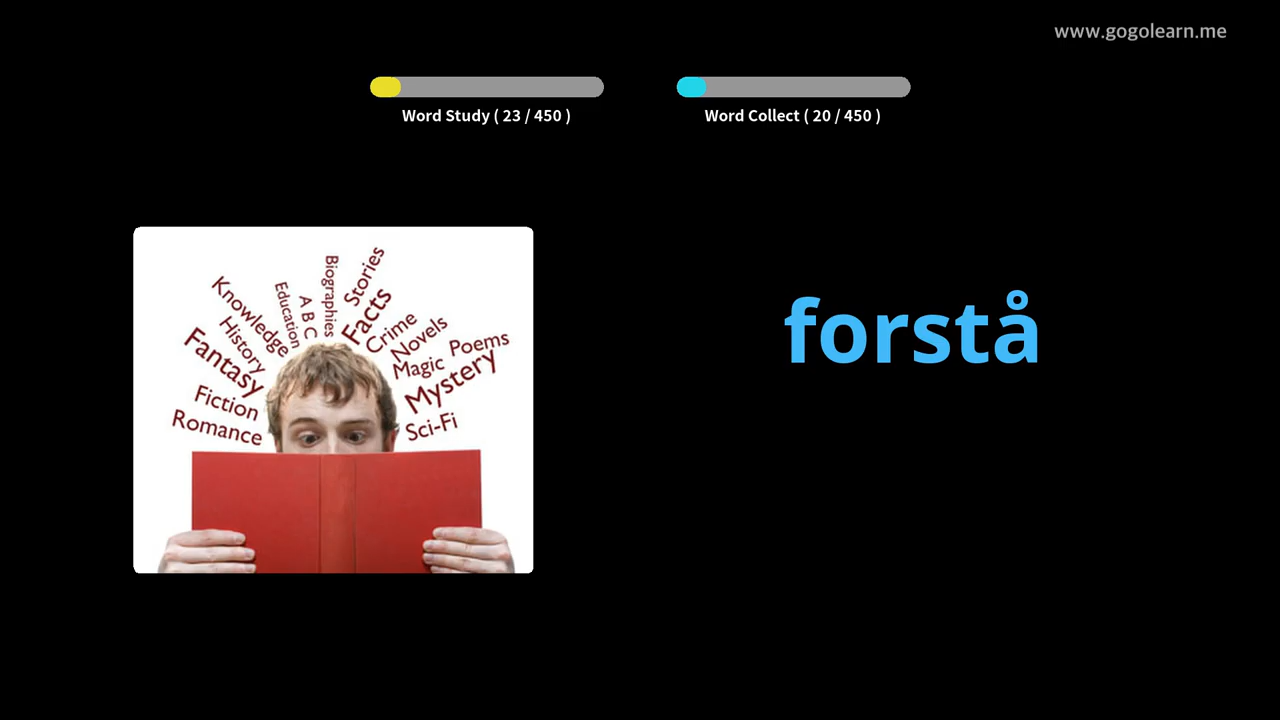 www.gogolearn.me
Word Study ( 23 / 450 )
Word Collect ( 20 / 450 )
Biographies
Stories
Knowledge
Education
A B C
Facts
History
Crime
Novels
Fantasy
Magic
Poems
Mystery
Fiction
Romance
Sci-Fi
forstå